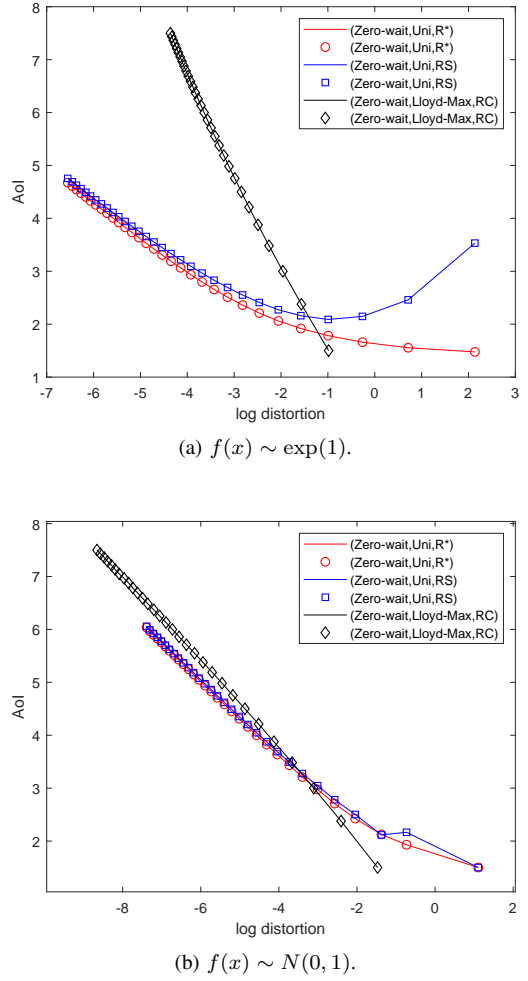 8
7
6
5
4
3
2
1
AoI
(Zero-wait,Uni,R*)
(Zero-wait,Uni,R*)
(Zero-wait,Uni,RS)
(Zero-wait,Uni,RS)
(Zero-wait,Lloyd-Max,RC)
(Zero-wait,Lloyd-Max,RC)
-7 -6 -5 -4 -3 -2 -1 0 1 2 3
log distortion
(a) f(x) ∼ exp(1).
8
7
6
5
4
3
2
AoI
(Zero-wait,Uni,R*)
(Zero-wait,Uni,R*)
(Zero-wait,Uni,RS)
(Zero-wait,Uni,RS)
(Zero-wait,Lloyd-Max,RC)
(Zero-wait,Lloyd-Max,RC)
-8 -6 -4 -2 0 2
log distortion
(b) f(x) ∼ N(0, 1).